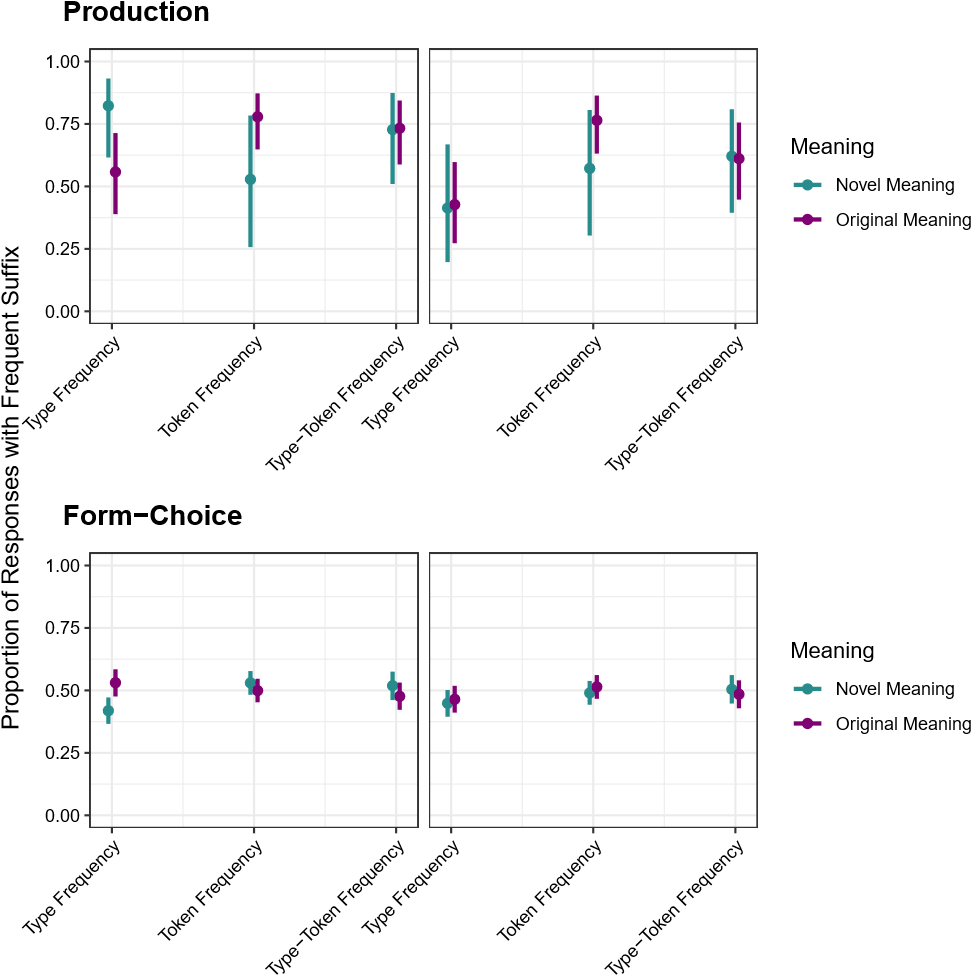 Production
Proportion of Responses with Frequent Suffix
1.00
0.75
0.50
0.25
0.00
Type Frequency
Token Frequency
Type−Token Frequency
Type Frequency
Token Frequency
Type−Token Frequency
Meaning
Novel Meaning
Original Meaning
Form−Choice
1.00
0.75
0.50
0.25
0.00
Type Frequency
Token Frequency
Type−Token Frequency
Type Frequency
Token Frequency
Type−Token Frequency
Meaning
Novel Meaning
Original Meaning